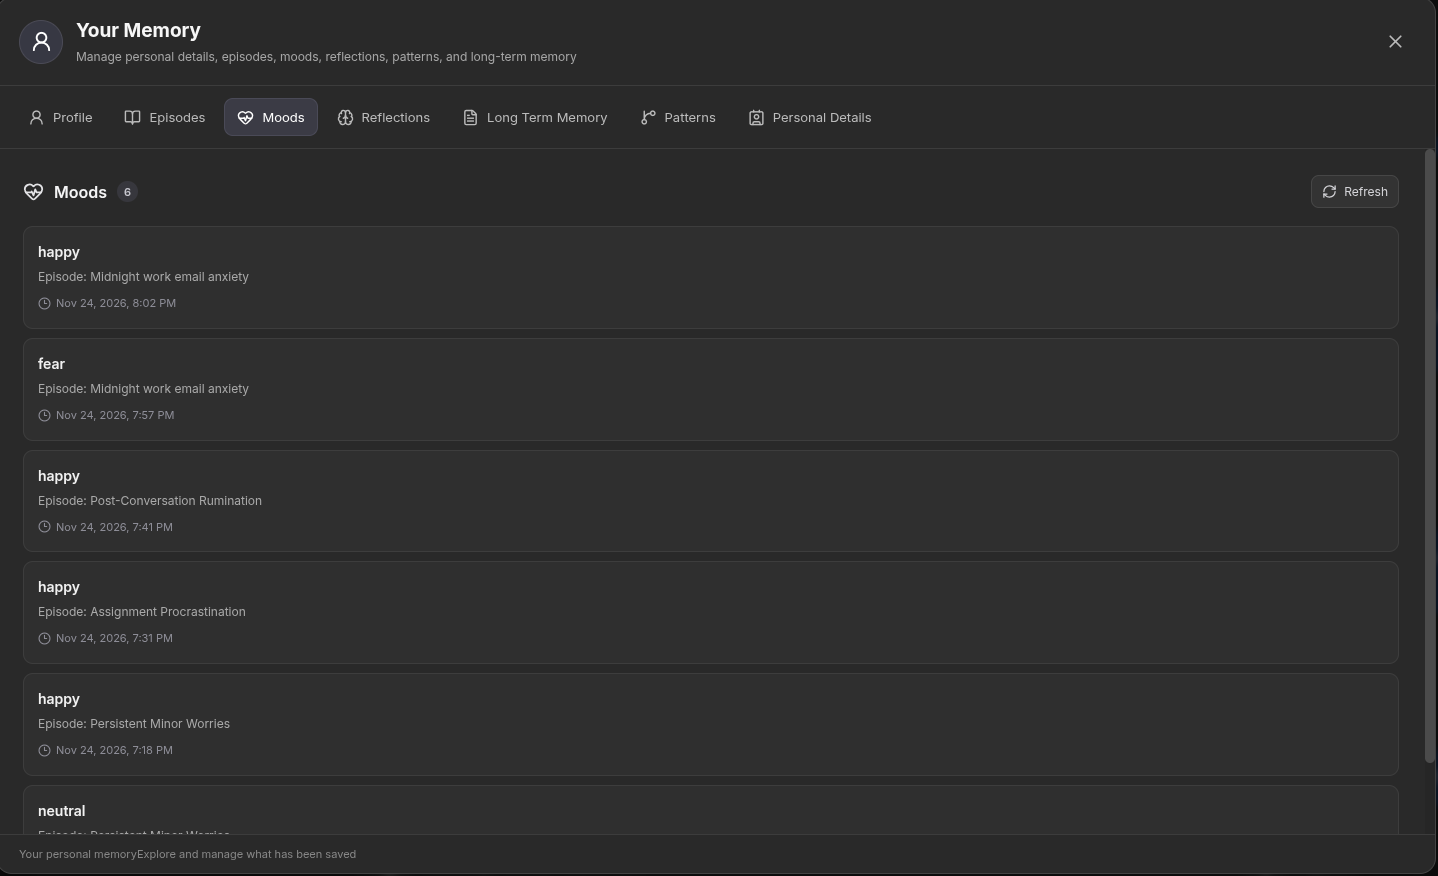 Your Memory
Manage personal details, episodes, moods, reflections, patterns, and long-term memory
Profile
Episodes
Moods
Reflections
Long Term Memory
Patterns
Personal Details
Moods 6
Refresh
happy
Episode: Midnight work email anxiety
Nov 24, 2026, 8:02 PM
fear
Episode: Midnight work email anxiety
Nov 24, 2026, 7:57 PM
happy
Episode: Post-Conversation Rumination
Nov 24, 2026, 7:41 PM
happy
Episode: Assignment Procrastination
Nov 24, 2026, 7:31 PM
happy
Episode: Persistent Minor Worries
Nov 24, 2026, 7:18 PM
neutral
Episode: Persistent Minor Worries
Your personal memoryExplore and manage what has been saved